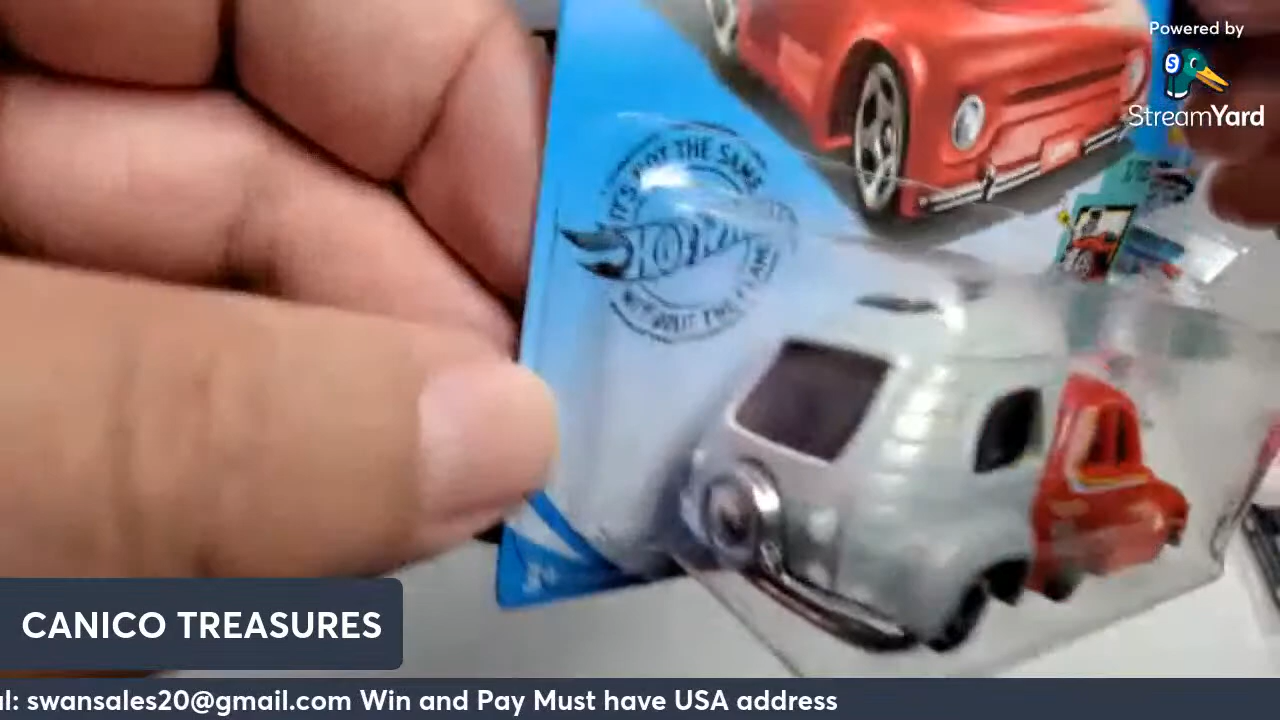 Powered by
StreamYard
IT'S NOT THE SAME
WITHOUT THE FLAME
CANICO TREASURES
al: swansales20@gmail.com Win and Pay Must have USA address